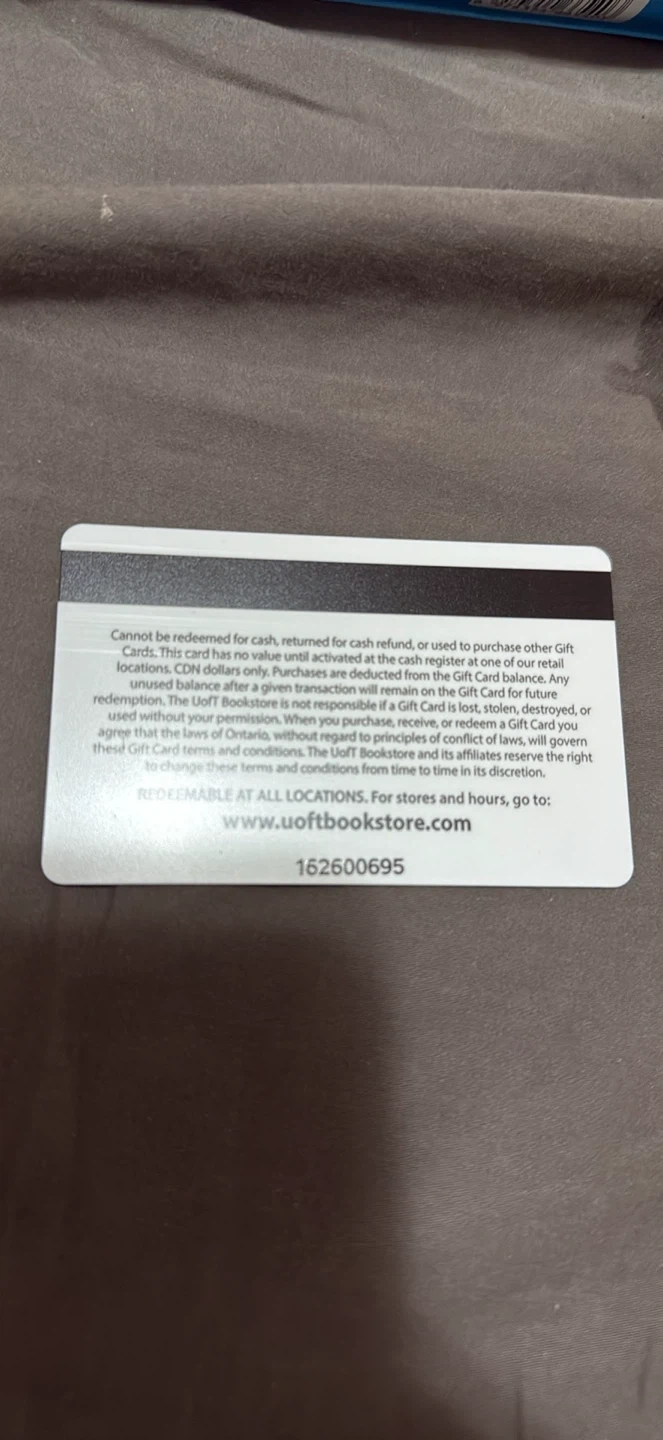 Cannot be redeemed for cash, returned for cash refund, or used to purchase other Gift
Cards. This card has no value until activated at the cash register at one of our retail
locations. CDN dollars only. Purchases are deducted from the Gift Card balance. Any
unused balance after a given transaction will remain on the Gift Card for future
redemption. The UofT Bookstore is not responsible if a Gift Card is lost, stolen, destroyed, or
used without your permission. When you purchase, receive, or redeem a Gift Card you
agree that the laws of Ontario, without regard to principles of conflict of laws, will govern
these Gift Card terms and conditions. The UofT Bookstore and its affiliates reserve the right
to change these terms and conditions from time to time in its discretion.
REDEEMABLE AT ALL LOCATIONS. For stores and hours, go to:
www.uoftbookstore.com
162600695